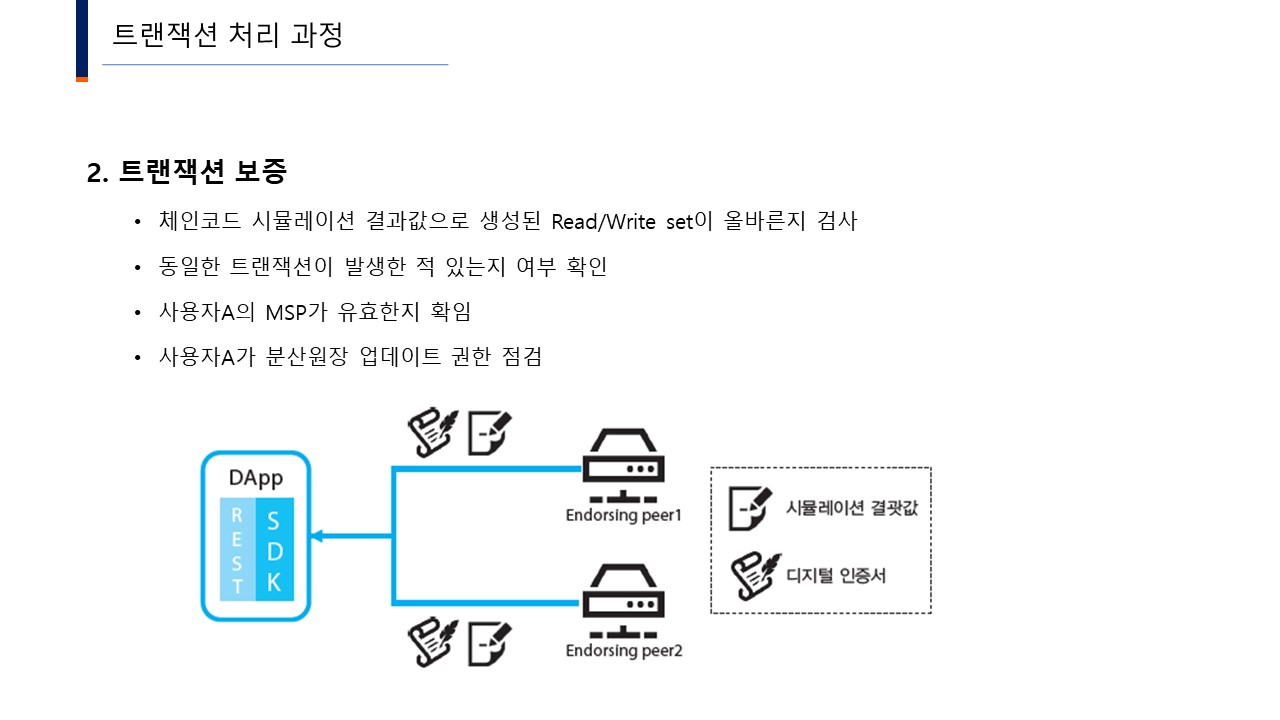 트랜잭션 처리 과정
2. 트랜잭션 보증
• 체인코드 시뮬레이션 결과값으로 생성된 Read/Write set이 올바른지 검사
• 동일한 트랜잭션이 발생한 적 있는지 여부 확인
• 사용자A의 MSP가 유효한지 확임
• 사용자A가 분산원장 업데이트 권한 점검
DApp
REST
SDK
Endorsing peer1
시뮬레이션 결괏값
디지털 인증서
Endorsing peer2